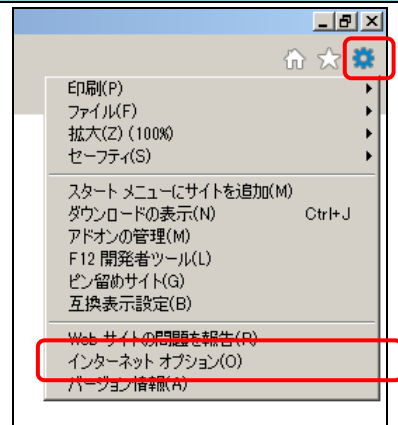 印刷(P)
ファイル(F)
拡大(Z) (100%)
セーフティ(S)
スタート メニューにサイトを追加(M)
ダウンロードの表示(N) Ctrl+J
アドオンの管理(M)
F12 開発者ツール(L)
ピン留めサイト(G)
互換表示設定(B)
Web サイトの問題を報告(R)
インターネット オプション(O)
バージョン情報(A)